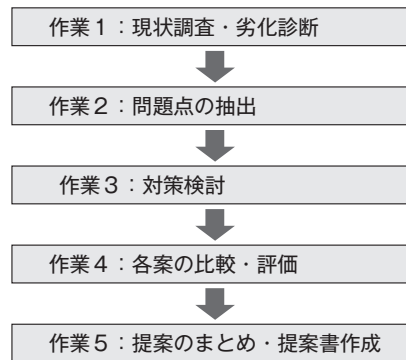 作業1：現状調査・劣化診断
作業2：問題点の抽出
作業3：対策検討
作業4：各案の比較・評価
作業5：提案のまとめ・提案書作成